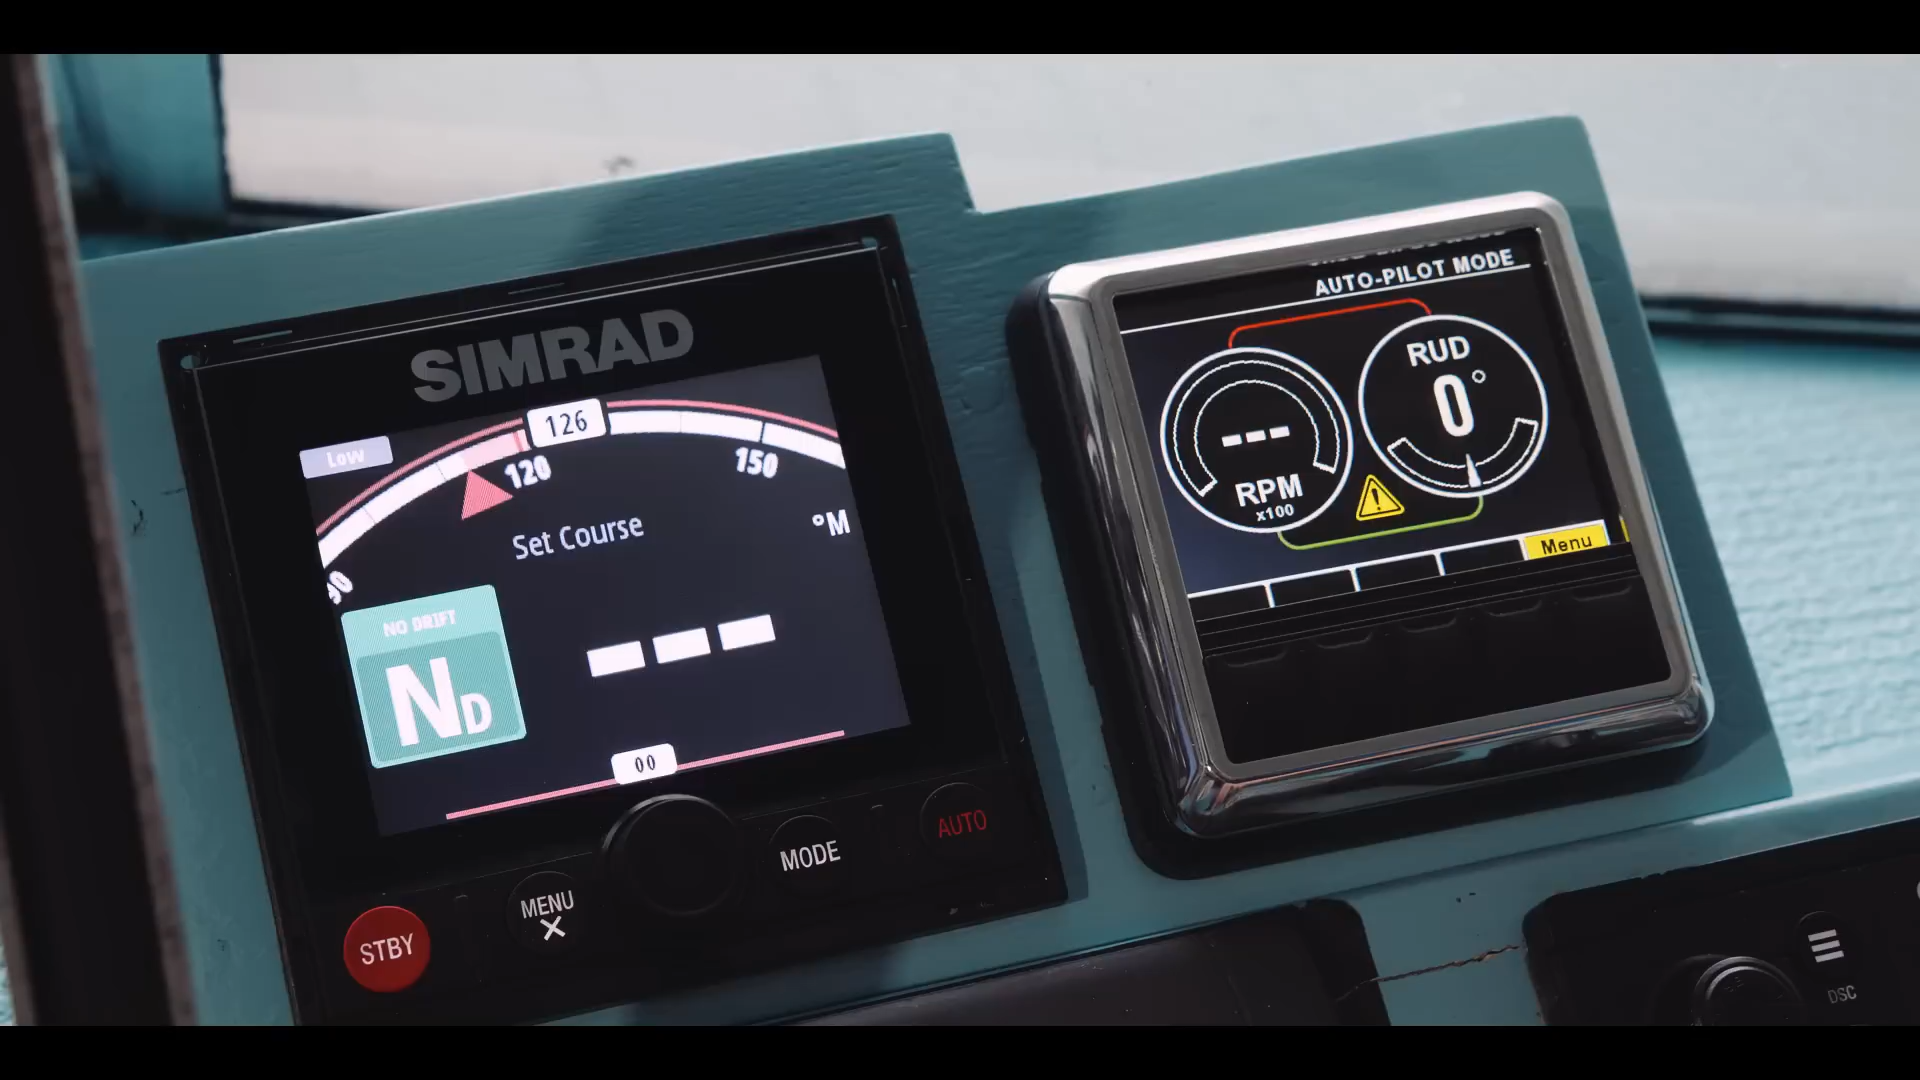 SIMRAD
Low
126
120
150
90
Set Course
°M
NO DRIFT
ND
---
00
STBY
MENU
MODE
AUTO
AUTO-PILOT MODE
---
RPM
x100
RUD
0°
Menu
DSC